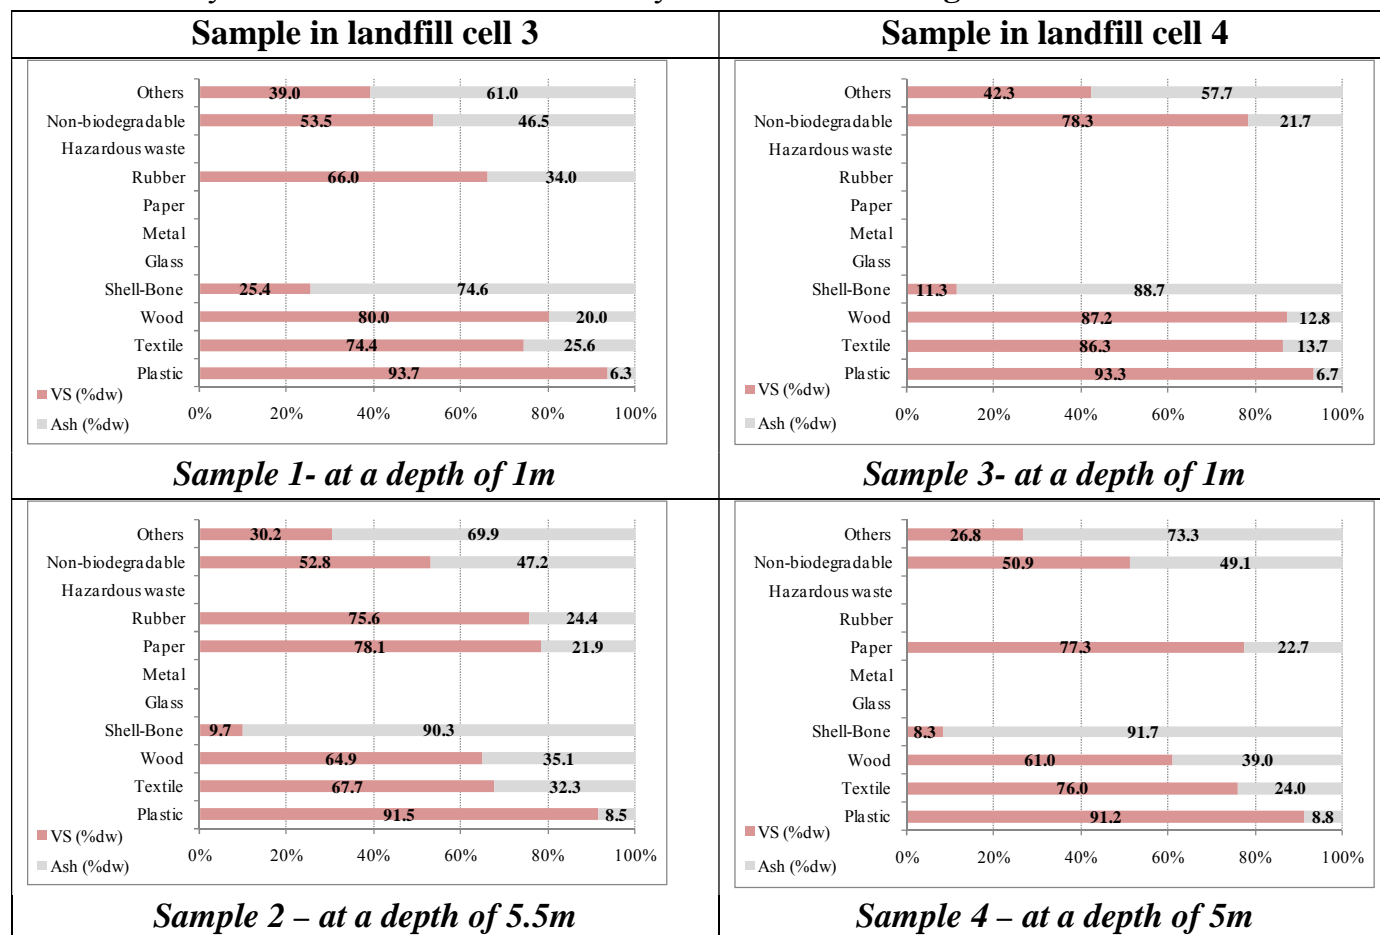 Sample in landfill cell 3
Sample in landfill cell 4
Others 39.0 61.0
Non-biodegradable 53.5 46.5
Hazardous waste
Rubber 66.0 34.0
Paper
Metal
Glass
Shell-Bone 25.4 74.6
Wood 80.0 20.0
Textile 74.4 25.6
Plastic 93.7 6.3
VS (%dw)
Ash (%dw)
0% 20% 40% 60% 80% 100%
Sample 1- at a depth of 1m
Others 42.3 57.7
Non-biodegradable 78.3 21.7
Hazardous waste
Rubber
Paper
Metal
Glass
Shell-Bone 11.3 88.7
Wood 87.2 12.8
Textile 86.3 13.7
Plastic 93.3 6.7
VS (%dw)
Ash (%dw)
0% 20% 40% 60% 80% 100%
Sample 3- at a depth of 1m
Others 30.2 69.9
Non-biodegradable 52.8 47.2
Hazardous waste
Rubber 75.6 24.4
Paper 78.1 21.9
Metal
Glass
Shell-Bone 9.7 90.3
Wood 64.9 35.1
Textile 67.7 32.3
Plastic 91.5 8.5
VS (%dw)
Ash (%dw)
0% 20% 40% 60% 80% 100%
Sample 2 – at a depth of 5.5m
Others 26.8 73.3
Non-biodegradable 50.9 49.1
Hazardous waste
Rubber
Paper 77.3 22.7
Metal
Glass
Shell-Bone 8.3 91.7
Wood 61.0 39.0
Textile 76.0 24.0
Plastic 91.2 8.8
VS (%dw)
Ash (%dw)
0% 20% 40% 60% 80% 100%
Sample 4 – at a depth of 5m